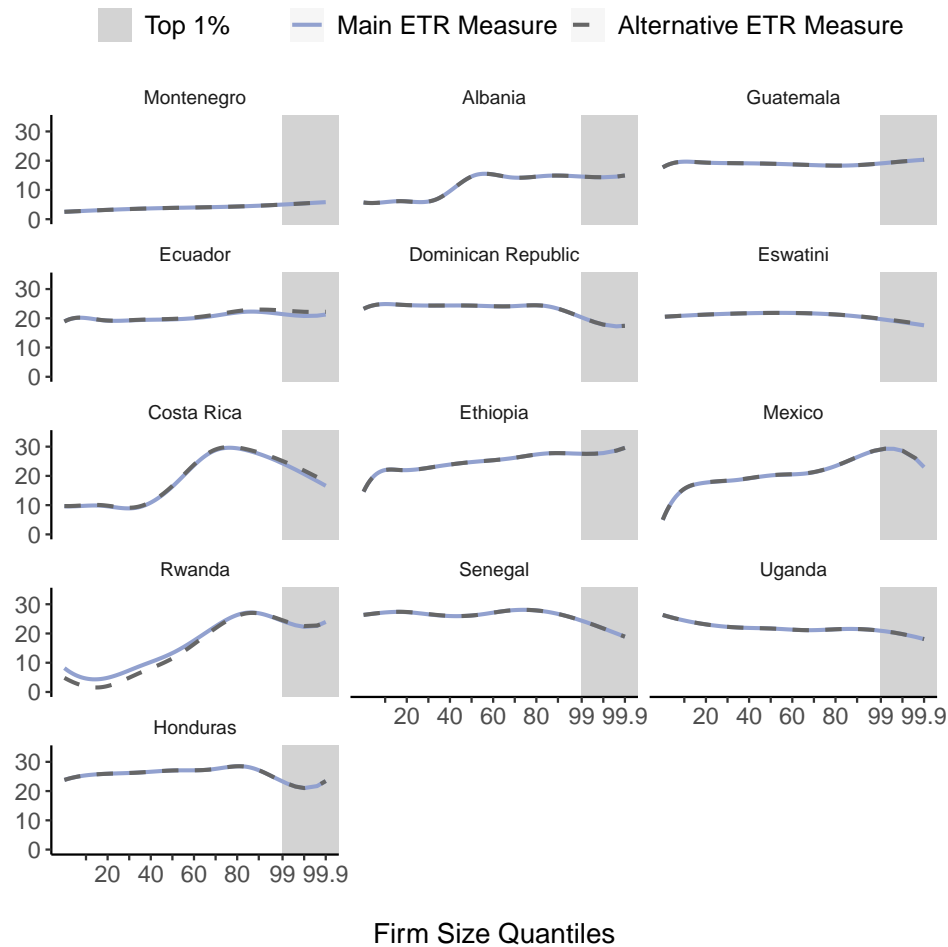 Top 1% Main ETR Measure Alternative ETR Measure
Montenegro Albania Guatemala
30
20
10
0
Ecuador Dominican Republic Eswatini
30
20
10
0
Costa Rica Ethiopia Mexico
30
20
10
0
Rwanda Senegal Uganda
30
20
10
0
20 40 60 80 99 99.9 20 40 60 80 99 99.9
Honduras
30
20
10
0
20 40 60 80 99 99.9
Firm Size Quantiles